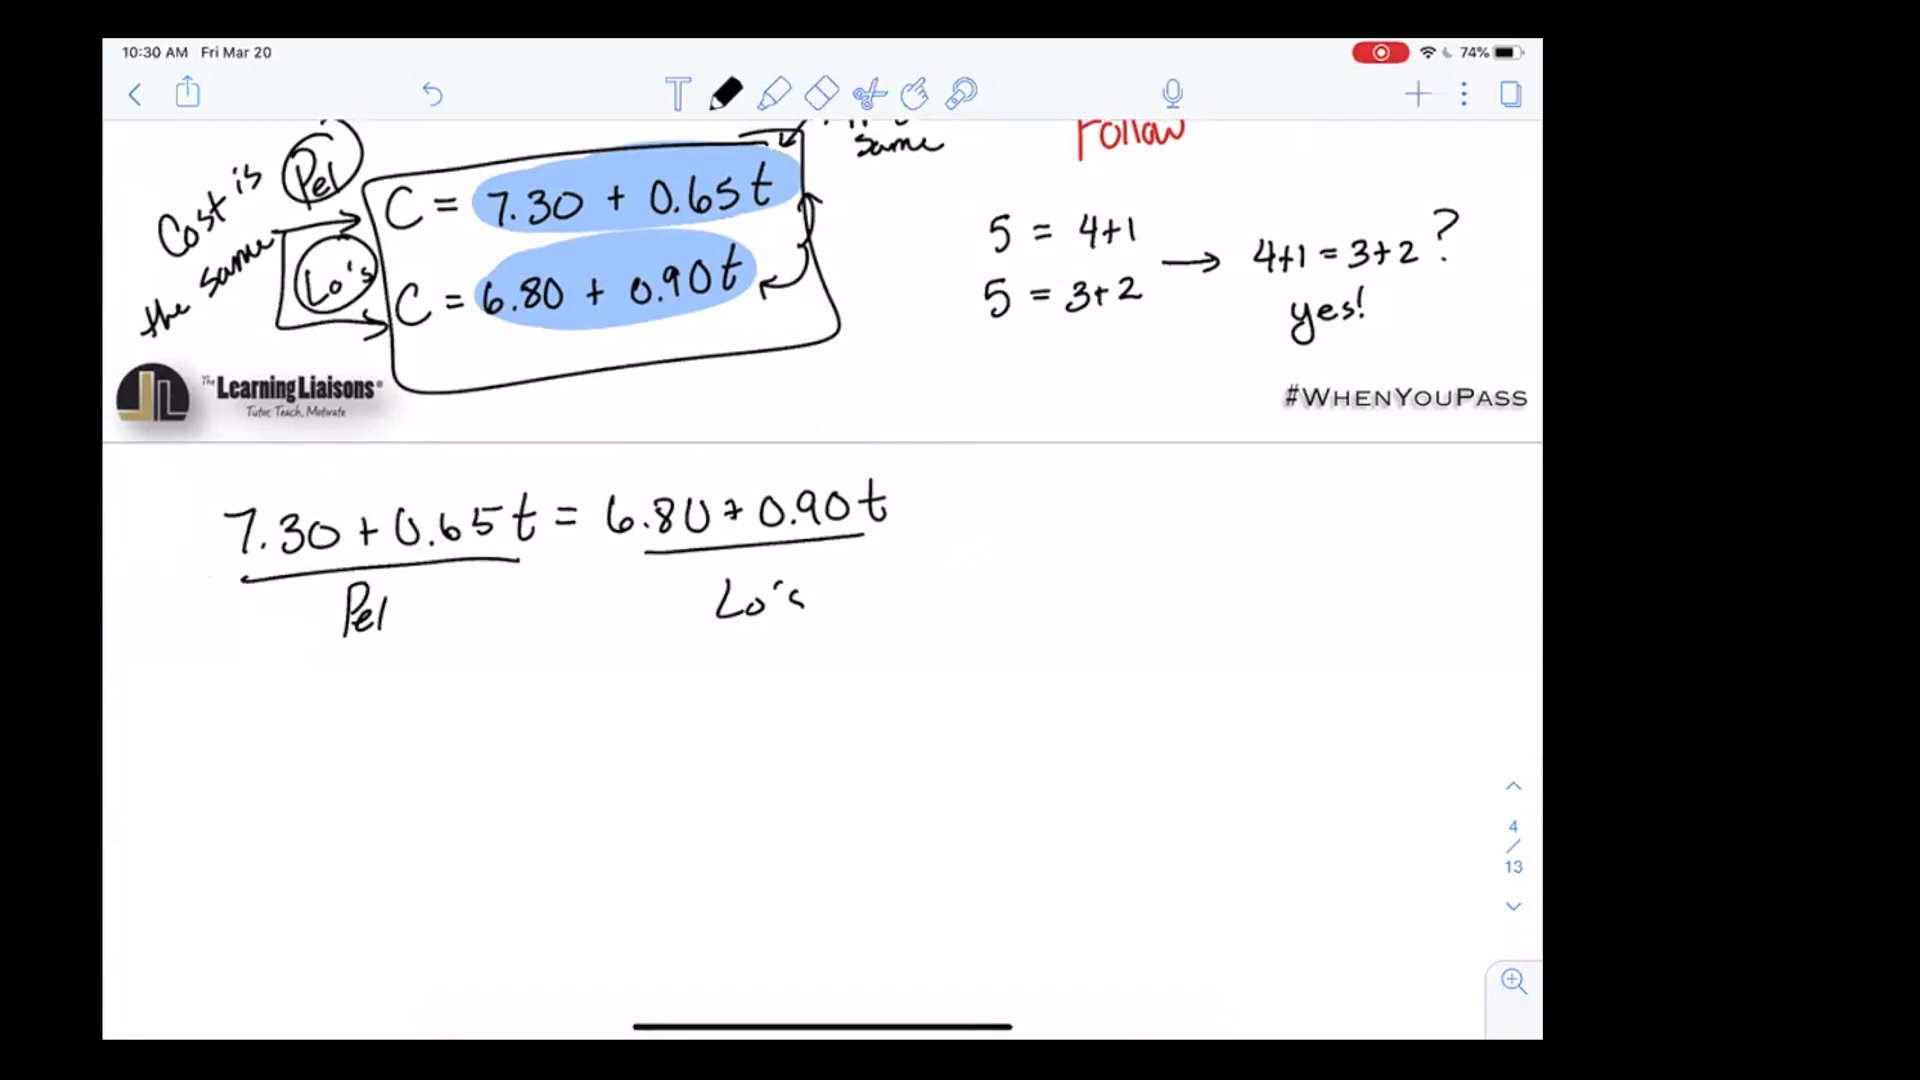 10:30 AM Fri Mar 20
74%
Follow
same
Cost is
the same
Pel
C = 7.30 + 0.65t
Lo's
C = 6.80 + 0.90t
5 = 4+1
5 = 3+2
4+1 = 3+2 ?
yes!
The Learning Liaisons®
Tutor, Teach, Motivate
#WHENYOUPASS
7.30 + 0.65t = 6.80 + 0.90t
Pel
Lo's
4
/
13